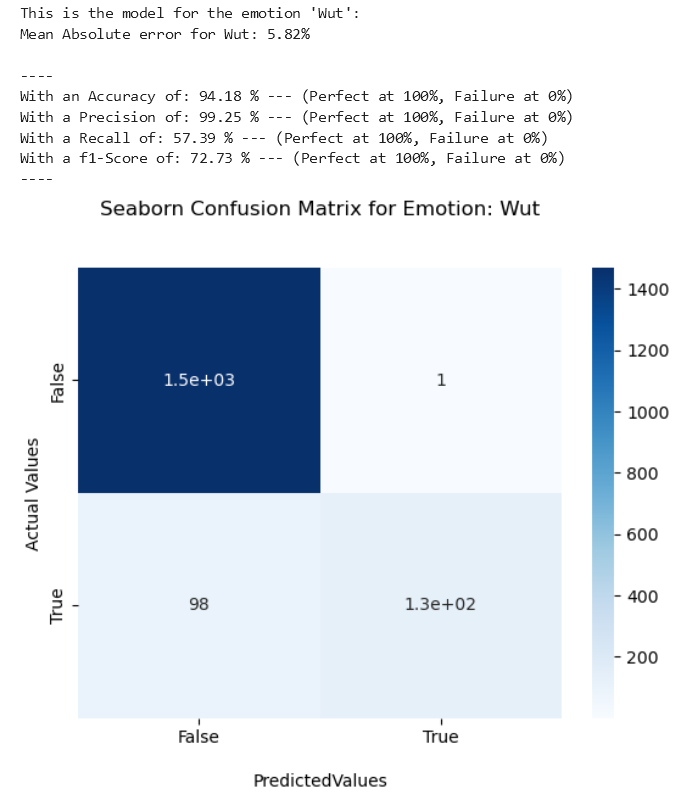 This is the model for the emotion 'Wut':
Mean Absolute error for Wut: 5.82%
----
With an Accuracy of: 94.18 % --- (Perfect at 100%, Failure at 0%)
With a Precision of: 99.25 % --- (Perfect at 100%, Failure at 0%)
With a Recall of: 57.39 % --- (Perfect at 100%, Failure at 0%)
With a f1-Score of: 72.73 % --- (Perfect at 100%, Failure at 0%)
----
Seaborn Confusion Matrix for Emotion: Wut
Actual Values
False
True
1.5e+03
1
98
1.3e+02
False
True
PredictedValues
1400
1200
1000
800
600
400
200